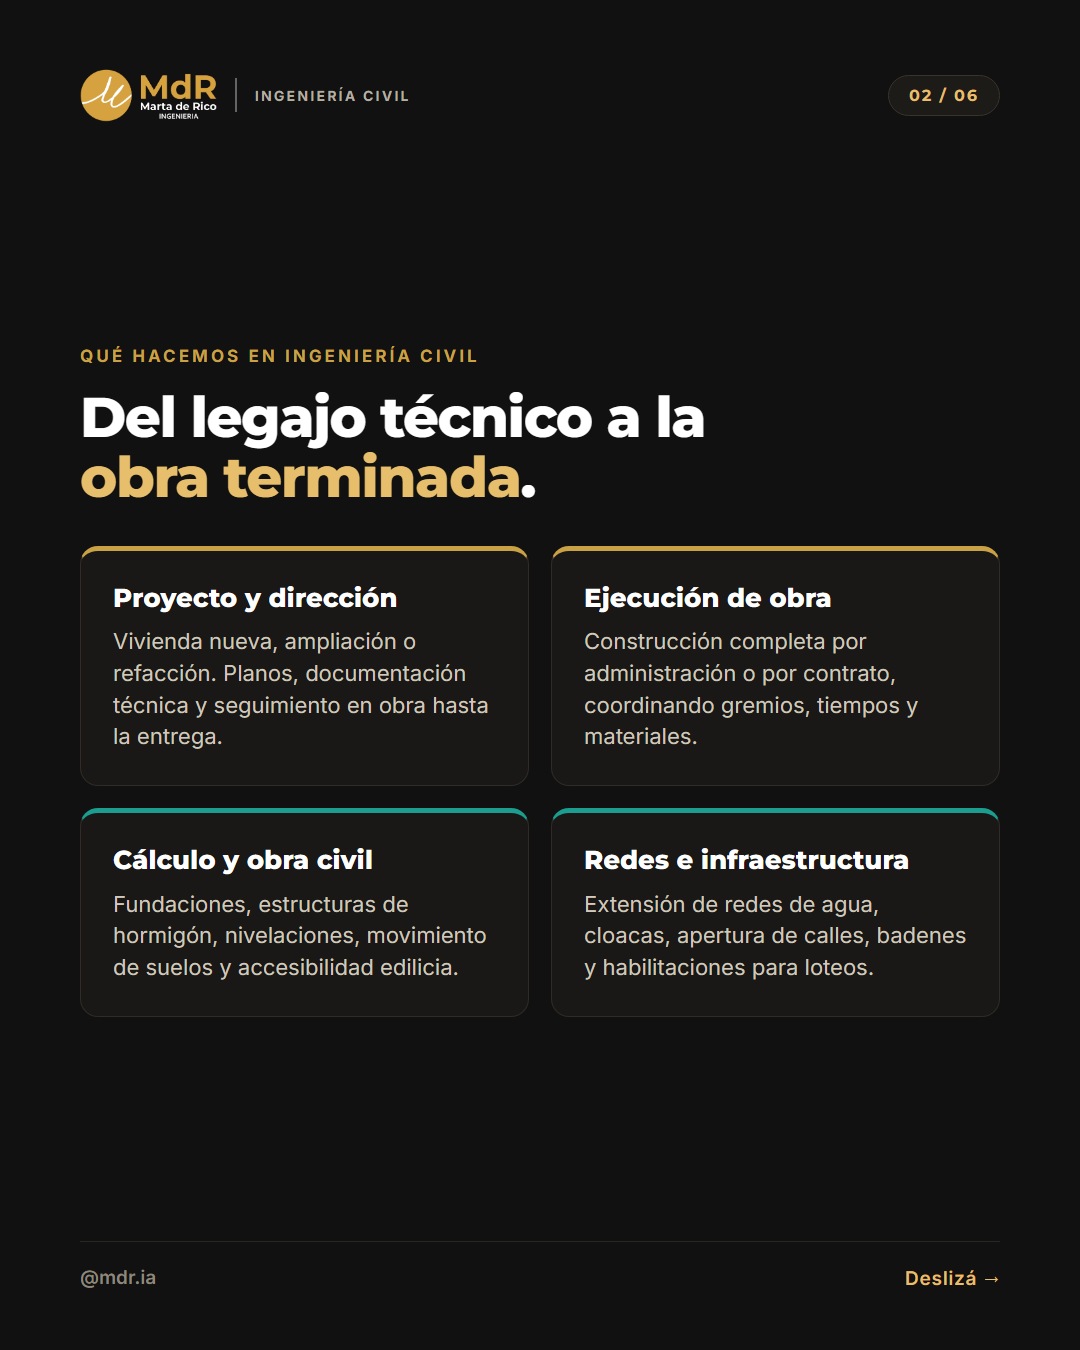 MdR
Marta de Rico
INGENIERIA
INGENIERÍA CIVIL
02 / 06
QUÉ HACEMOS EN INGENIERÍA CIVIL
Del legajo técnico a la
obra terminada.
Proyecto y dirección
Vivienda nueva, ampliación o
refacción. Planos, documentación
técnica y seguimiento en obra hasta
la entrega.
Ejecución de obra
Construcción completa por
administración o por contrato,
coordinando gremios, tiempos y
materiales.
Cálculo y obra civil
Fundaciones, estructuras de
hormigón, nivelaciones, movimiento
de suelos y accesibilidad edilicia.
Redes e infraestructura
Extensión de redes de agua,
cloacas, apertura de calles, badenes
y habilitaciones para loteos.
@mdr.ia
Deslizá →